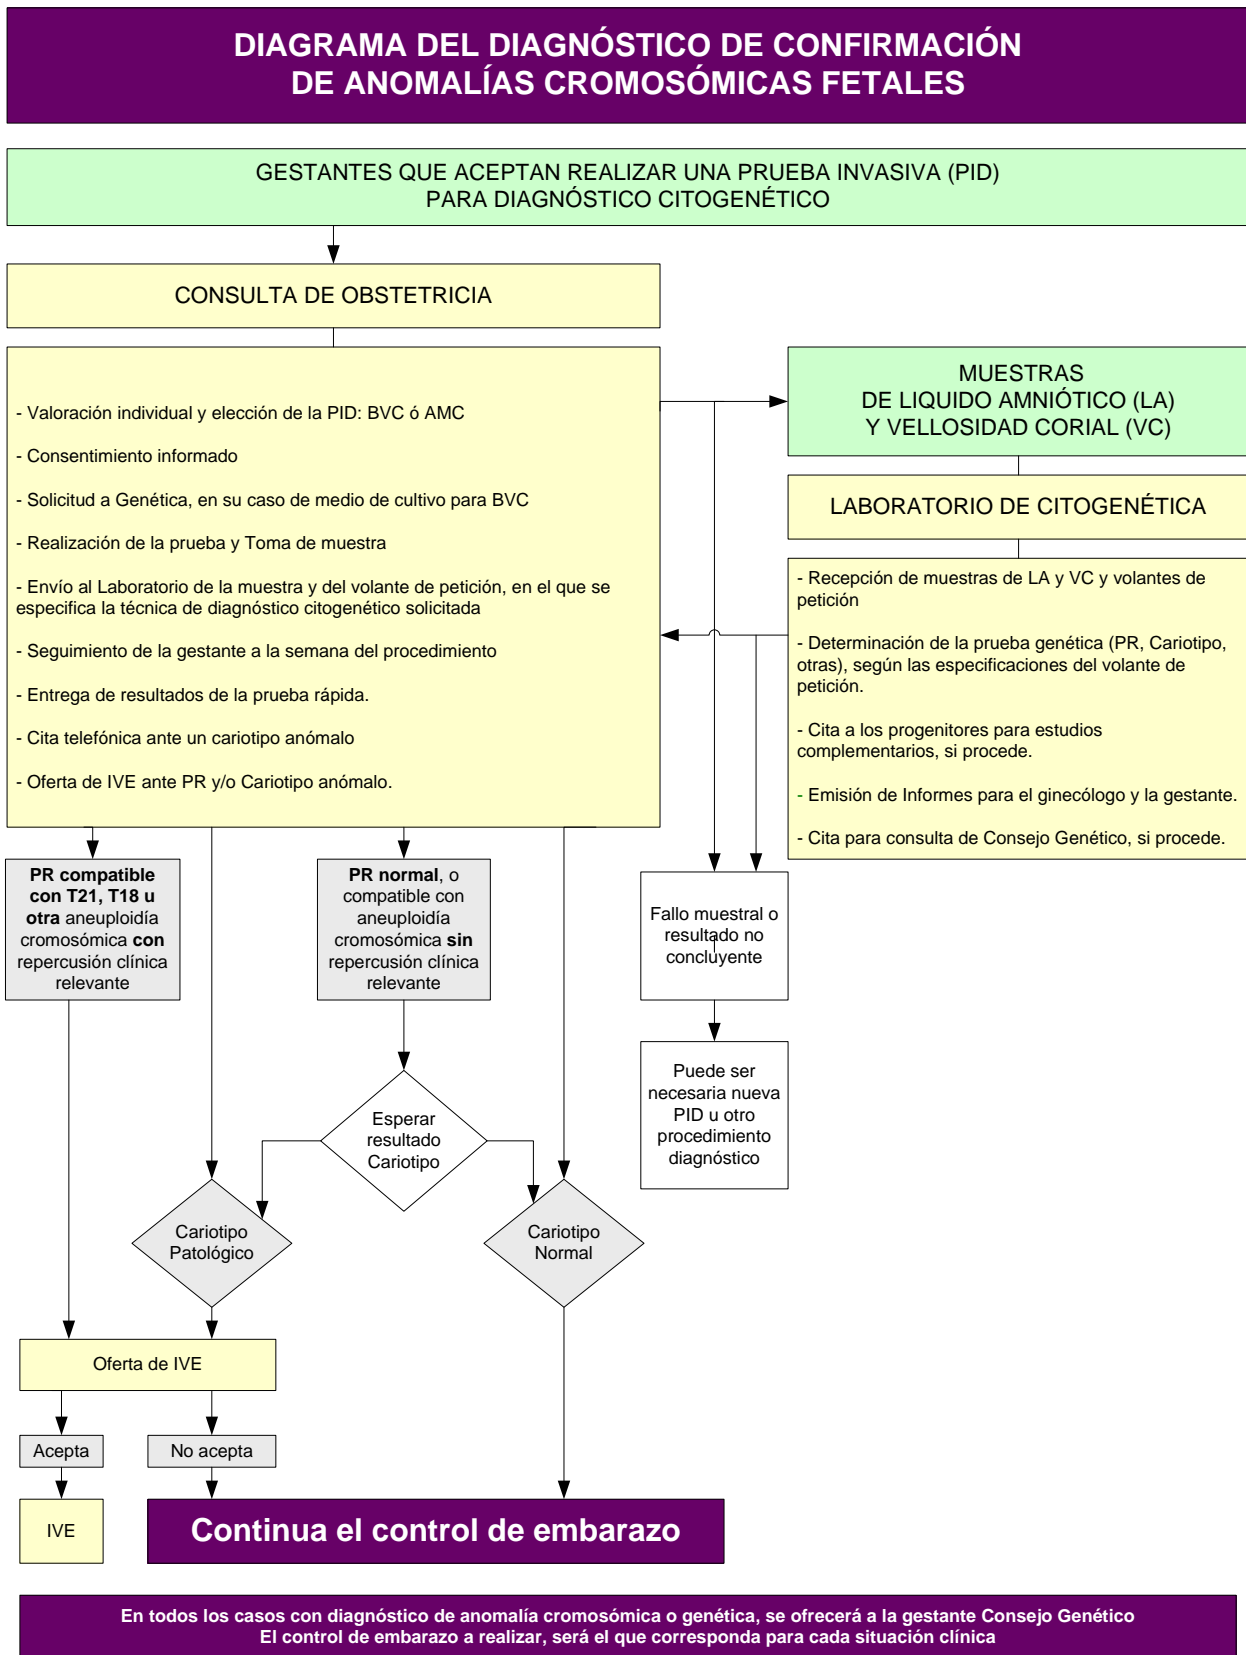 DIAGRAMA DEL DIAGNÓSTICO DE CONFIRMACIÓN
DE ANOMALÍAS CROMOSÓMICAS FETALES
GESTANTES QUE ACEPTAN REALIZAR UNA PRUEBA INVASIVA (PID)
PARA DIAGNÓSTICO CITOGENÉTICO
CONSULTA DE OBSTETRICIA
- Valoración individual y elección de la PID: BVC ó AMC
- Consentimiento informado
- Solicitud a Genética, en su caso de medio de cultivo para BVC
- Realización de la prueba y Toma de muestra
- Envío al Laboratorio de la muestra y del volante de petición, en el que se
especifica la técnica de diagnóstico citogenético solicitada
- Seguimiento de la gestante a la semana del procedimiento
- Entrega de resultados de la prueba rápida.
- Cita telefónica ante un cariotipo anómalo
- Oferta de IVE ante PR y/o Cariotipo anómalo.
MUESTRAS
DE LIQUIDO AMNIÓTICO (LA)
Y VELLOSIDAD CORIAL (VC)
LABORATORIO DE CITOGENÉTICA
- Recepción de muestras de LA y VC y volantes de
petición
- Determinación de la prueba genética (PR, Cariotipo,
otras), según las especificaciones del volante de
petición.
- Cita a los progenitores para estudios
complementarios, si procede.
- Emisión de Informes para el ginecólogo y la gestante.
- Cita para consulta de Consejo Genético, si procede.
PR compatible
con T21, T18 u
otra aneuploidía
cromosómica con
repercusión clínica
relevante
PR normal, o
compatible con
aneuploidía
cromosómica sin
repercusión clínica
relevante
Fallo muestral o
resultado no
concluyente
Puede ser
necesaria nueva
PID u otro
procedimiento
diagnóstico
Esperar
resultado
Cariotipo
Cariotipo
Patológico
Cariotipo
Normal
Oferta de IVE
Acepta
No acepta
IVE
Continua el control de embarazo
En todos los casos con diagnóstico de anomalía cromosómica o genética, se ofrecerá a la gestante Consejo Genético
El control de embarazo a realizar, será el que corresponda para cada situación clínica